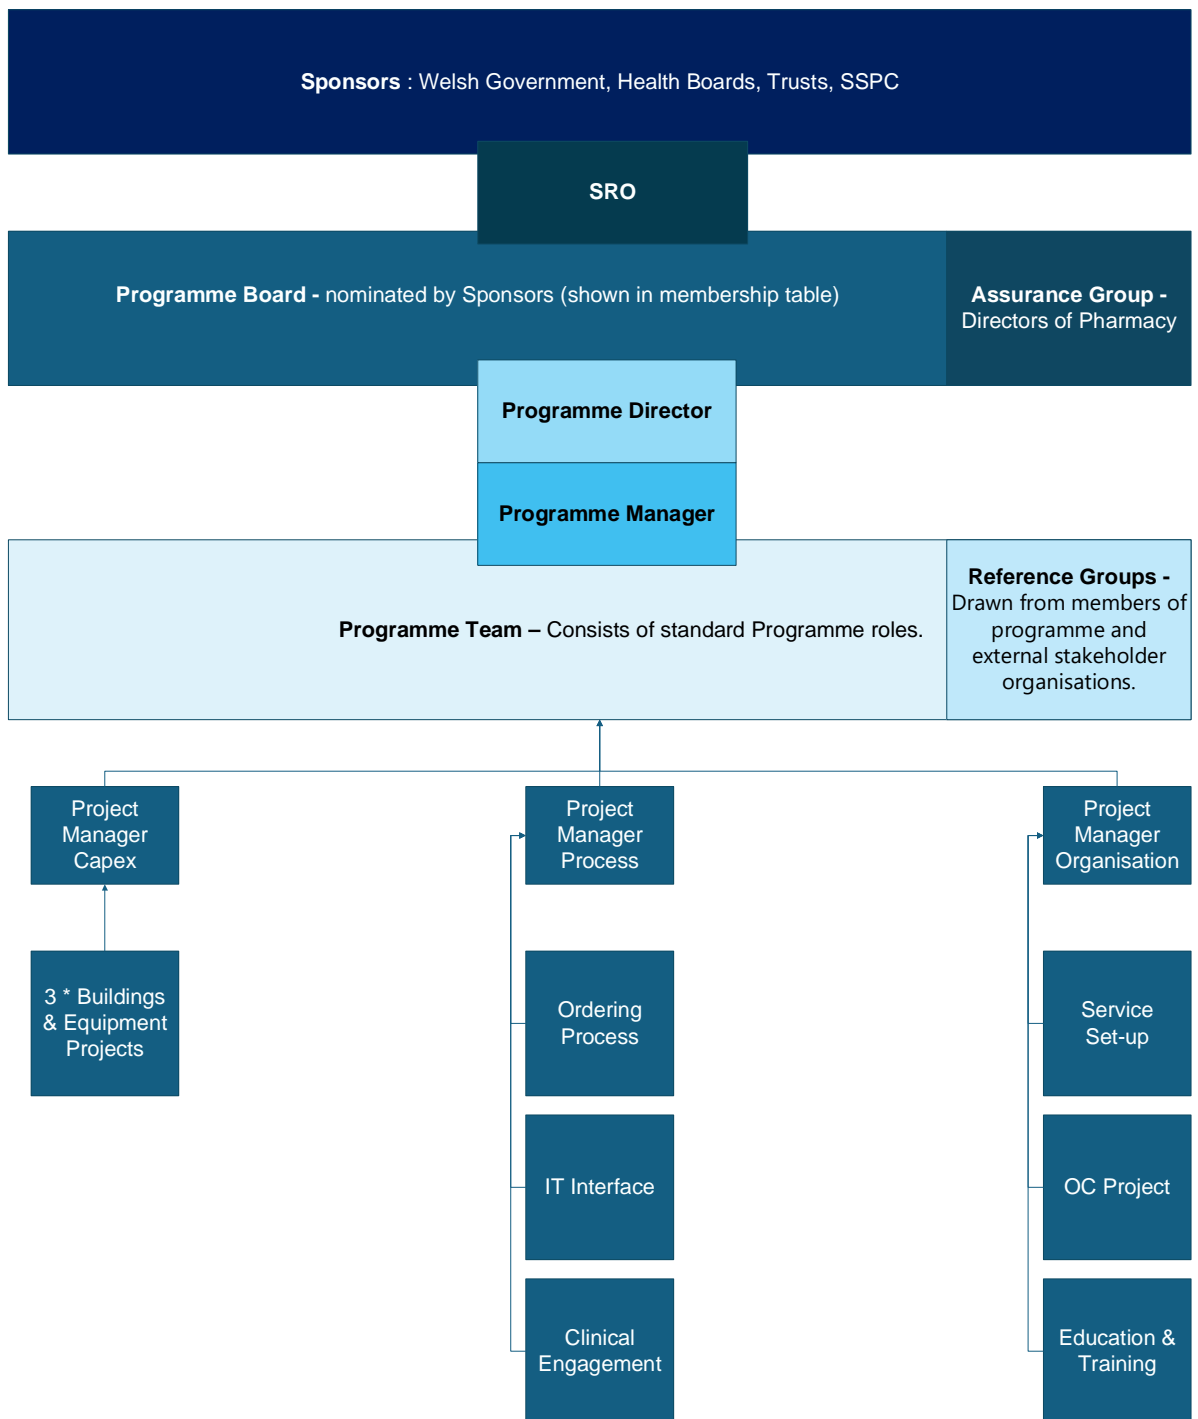 Sponsors : Welsh Government, Health Boards, Trusts, SSPC
SRO
Programme Board - nominated by Sponsors (shown in membership table)
Assurance Group -
Directors of Pharmacy
Programme Director
Programme Manager
Programme Team – Consists of standard Programme roles.
Reference Groups -
Drawn from members of
programme and
external stakeholder
organisations.
Project
Manager
Capex
Project
Manager
Process
Project
Manager
Organisation
3 * Buildings
& Equipment
Projects
Ordering
Process
Service
Set-up
IT Interface
OC Project
Clinical
Engagement
Education &
Training